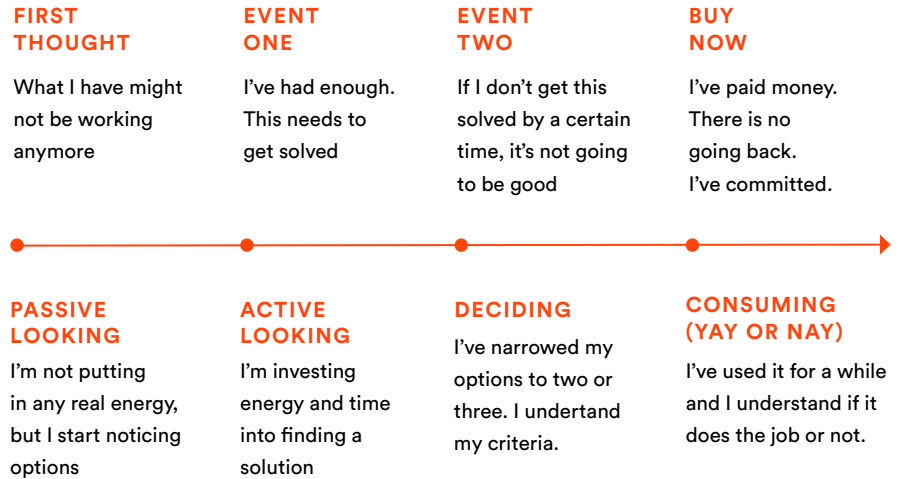 FIRST
THOUGHT
What I have might
not be working
anymore
EVENT
ONE
I've had enough.
This needs to
get solved
EVENT
TWO
If I don't get this
solved by a certain
time, it's not going
to be good
BUY
NOW
I've paid money.
There is no
going back.
I've committed.
PASSIVE
LOOKING
I'm not putting
in any real energy,
but I start noticing
options
ACTIVE
LOOKING
I'm investing
energy and time
into finding a
solution
DECIDING
I've narrowed my
options to two or
three. I undertand
my criteria.
CONSUMING
(YAY OR NAY)
I've used it for a while
and I understand if it
does the job or not.